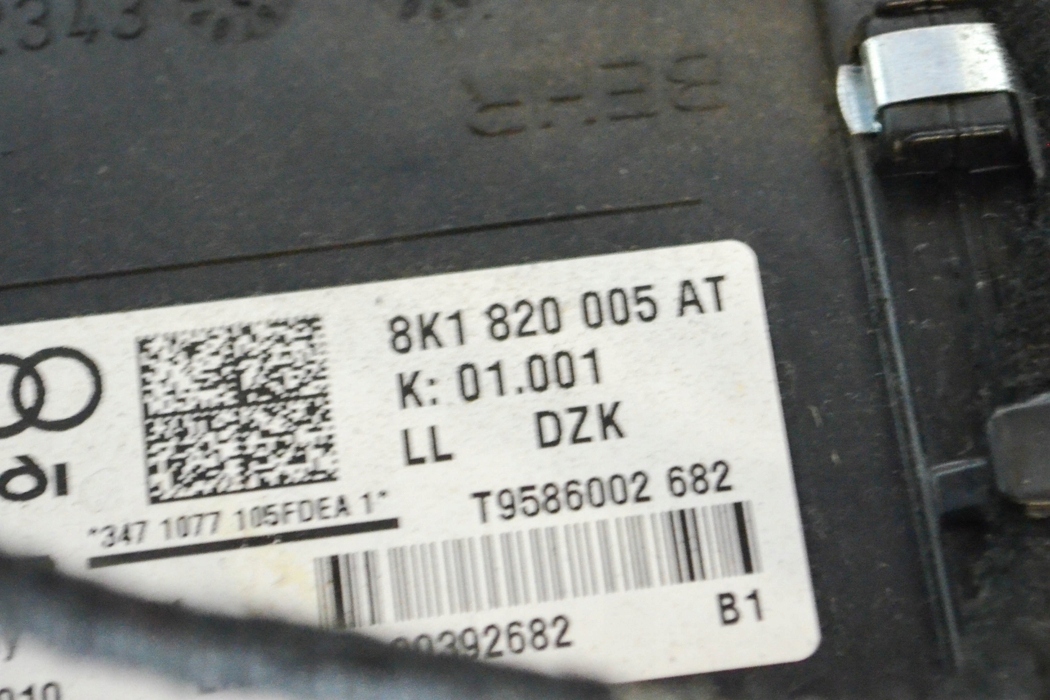 8K1 820 005 AT
K: 01.001
LL DZK
T9586002 682
*347 1077 105FDEA 1*
B1